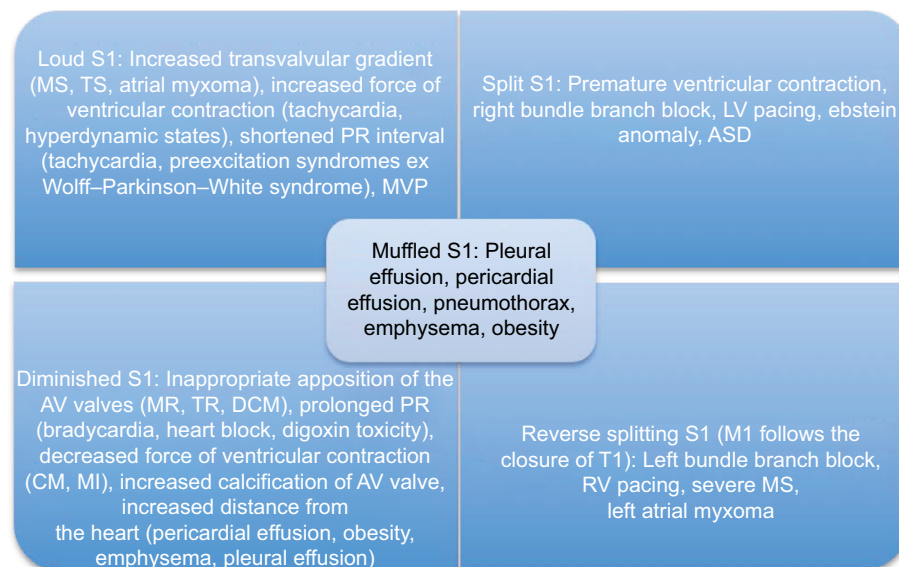 Loud S1: Increased transvalvular gradient
(MS, TS, atrial myxoma), increased force of
ventricular contraction (tachycardia,
hyperdynamic states), shortened PR interval
(tachycardia, preexcitation syndromes ex
Wolff–Parkinson–White syndrome), MVP
Split S1: Premature ventricular contraction,
right bundle branch block, LV pacing, ebstein
anomaly, ASD
Muffled S1: Pleural
effusion, pericardial
effusion, pneumothorax,
emphysema, obesity
Diminished S1: Inappropriate apposition of the
AV valves (MR, TR, DCM), prolonged PR
(bradycardia, heart block, digoxin toxicity),
decreased force of ventricular contraction
(CM, MI), increased calcification of AV valve,
increased distance from
the heart (pericardial effusion, obesity,
emphysema, pleural effusion)
Reverse splitting S1 (M1 follows the
closure of T1): Left bundle branch block,
RV pacing, severe MS,
left atrial myxoma